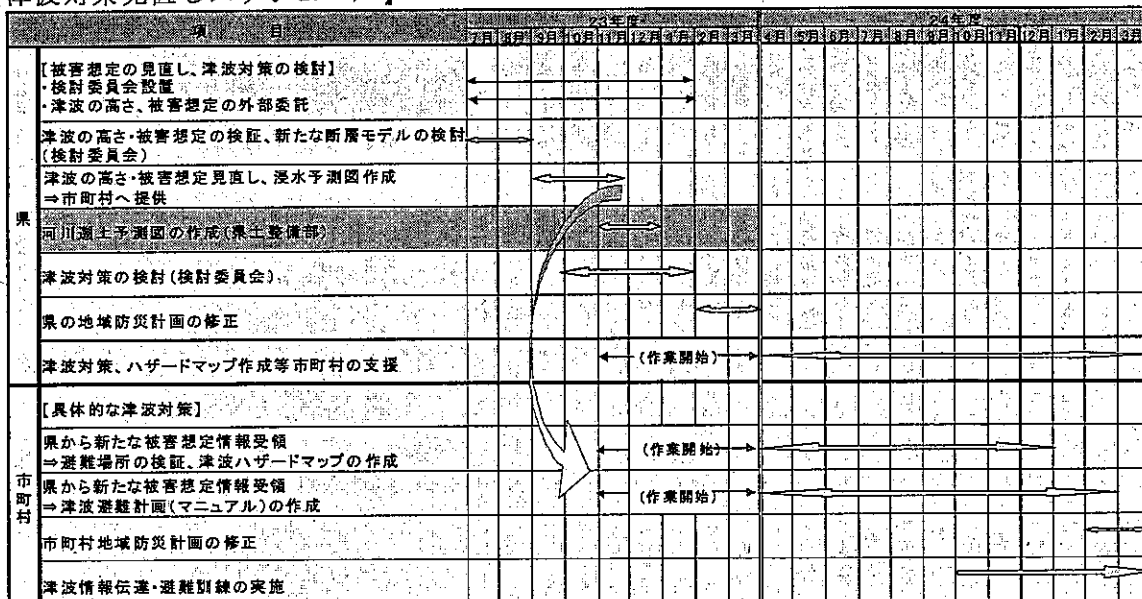 津波対策見直しスケジュール】
項 目
23年度
24年度
7月 8月 9月 10月 11月 12月 1月 2月 3月 4月 5月 6月 7月 8月 9月 10月 11月 12月 1月 2月 3月
県
【被害想定の見直し、津波対策の検討】
・検討委員会設置
・津波の高さ、被害想定の外部委託
津波の高さ・被害想定の検証、新たな断層モデルの検討
(検討委員会)
津波の高さ・被害想定見直し、浸水予測図作成
⇒市町村へ提供
河川遡上予測図の作成(県土整備部)
津波対策の検討(検討委員会)
県の地域防災計画の修正
津波対策、ハザードマップ作成等市町村の支援
(作業開始)
市町村
【具体的な津波対策】
県から新たな被害想定情報受領
⇒避難場所の検証、津波ハザードマップの作成
(作業開始)
県から新たな被害想定情報受領
⇒津波避難計画(マニュアル)の作成
(作業開始)
市町村地域防災計画の修正
津波情報伝達・避難訓練の実施